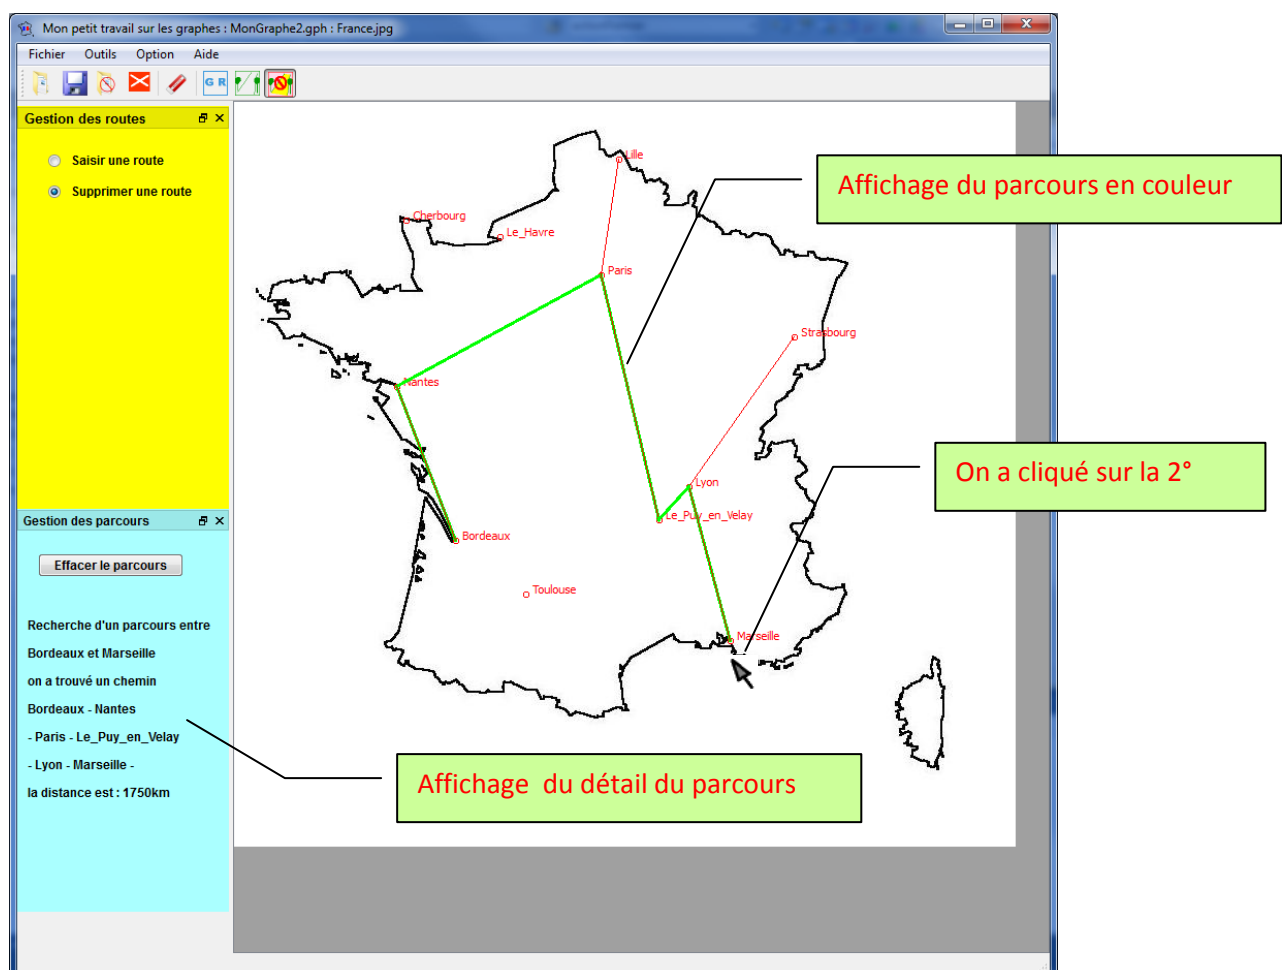 Mon petit travail sur les graphes : MonGraphe2.gph : France.jpg
Fichier Outils Option Aide
G R
Gestion des routes
Saisir une route
Supprimer une route
Lille
Affichage du parcours en couleur
Cherbourg
Le_Havre
Paris
Strasbourg
Nantes
On a cliqué sur la 2°
Lyon
Le_Puy_en_Velay
Bordeaux
Toulouse
Marseille
Gestion des parcours
Effacer le parcours
Recherche d'un parcours entre
Bordeaux et Marseille
on a trouvé un chemin
Bordeaux - Nantes
- Paris - Le_Puy_en_Velay
- Lyon - Marseille -
la distance est : 1750km
Affichage du détail du parcours